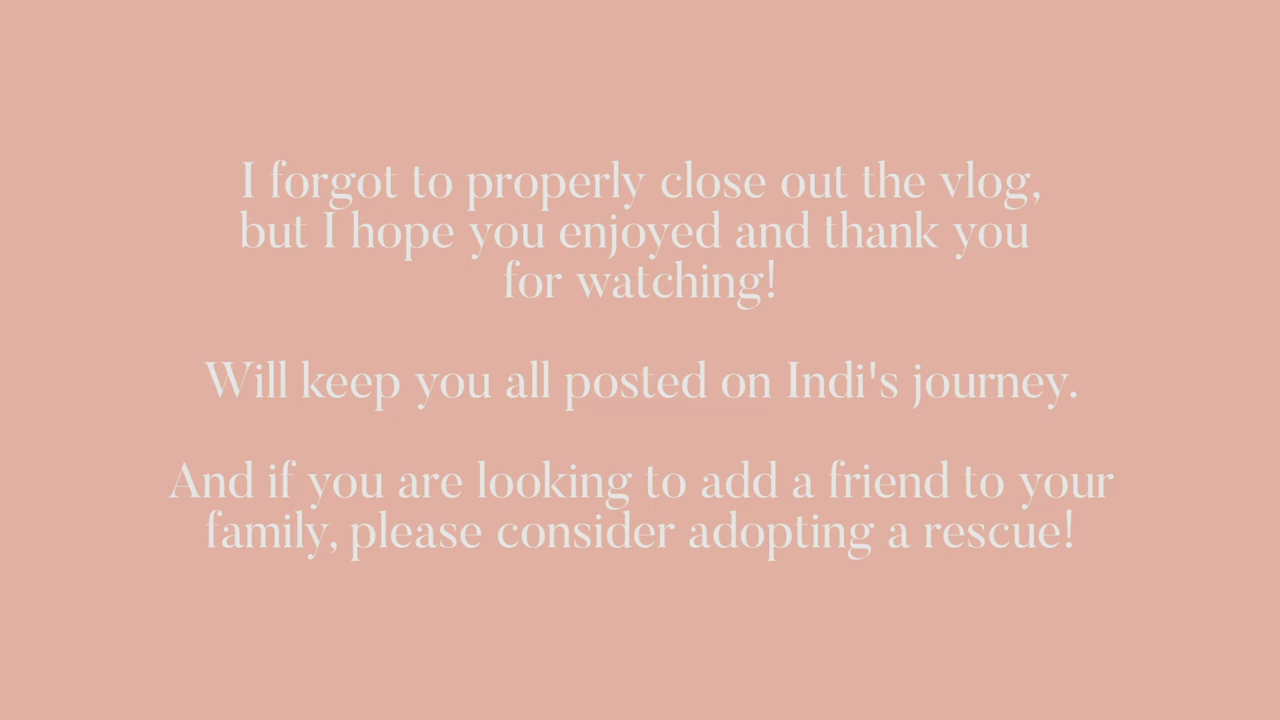 I forgot to properly close out the vlog,
but I hope you enjoyed and thank you
for watching!
Will keep you all posted on Indi's journey.
And if you are looking to add a friend to your
family, please consider adopting a rescue!